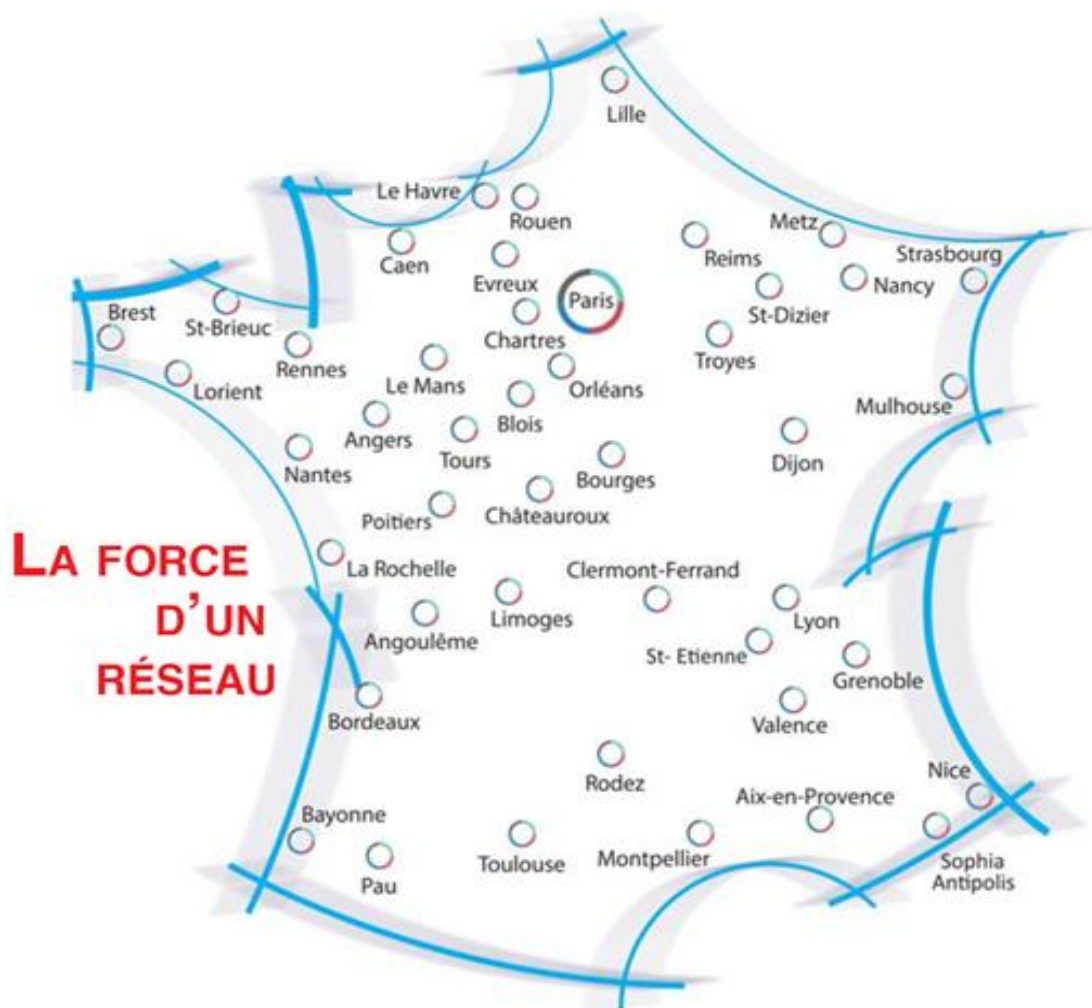 Lille
Le Havre
Rouen
Metz
Strasbourg
Caen
Reims
Evreux
Nancy
Paris
Brest
St-Brieuc
St-Dizier
Chartres
Troyes
Rennes
Le Mans
Orléans
Lorient
Blois
Mulhouse
Angers
Tours
Dijon
Nantes
Bourges
Poitiers
Châteauroux
LA FORCE
D'UN
RÉSEAU
La Rochelle
Clermont-Ferrand
Limoges
Lyon
Angoulême
St- Etienne
Grenoble
Bordeaux
Valence
Rodez
Nice
Aix-en-Provence
Bayonne
Toulouse
Montpellier
Pau
Sophia
Antipolis